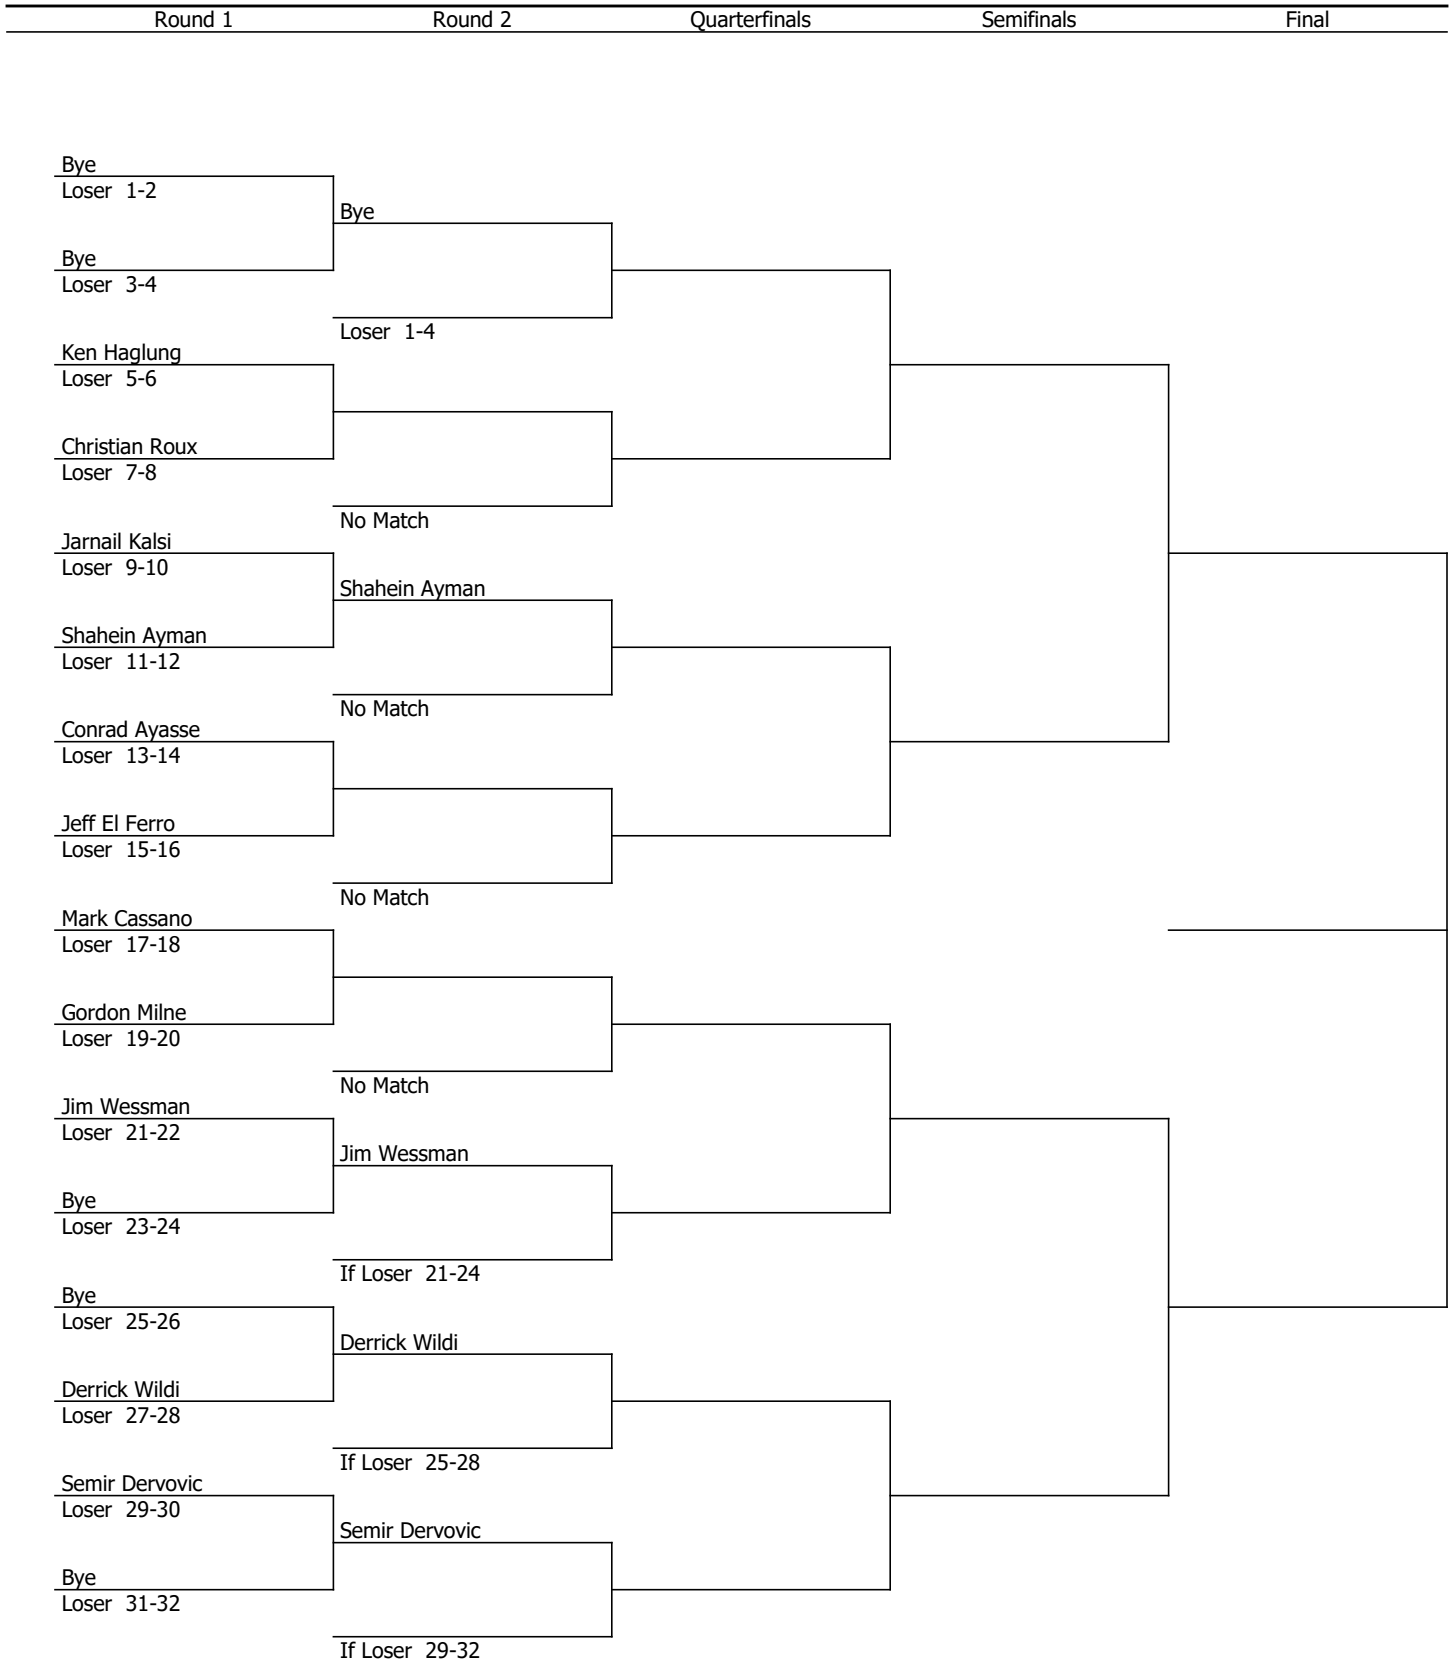 Round 1 Round 2 Quarterfinals Semifinals Final
Bye
Loser 1-2
Bye
Bye
Loser 3-4
Loser 1-4
Ken Haglung
Loser 5-6
Christian Roux
Loser 7-8
No Match
Jarnail Kalsi
Loser 9-10
Shahein Ayman
Shahein Ayman
Loser 11-12
No Match
Conrad Ayasse
Loser 13-14
Jeff El Ferro
Loser 15-16
No Match
Mark Cassano
Loser 17-18
Gordon Milne
Loser 19-20
No Match
Jim Wessman
Loser 21-22
Jim Wessman
Bye
Loser 23-24
If Loser 21-24
Bye
Loser 25-26
Derrick Wildi
Derrick Wildi
Loser 27-28
If Loser 25-28
Semir Dervovic
Loser 29-30
Semir Dervovic
Bye
Loser 31-32
If Loser 29-32